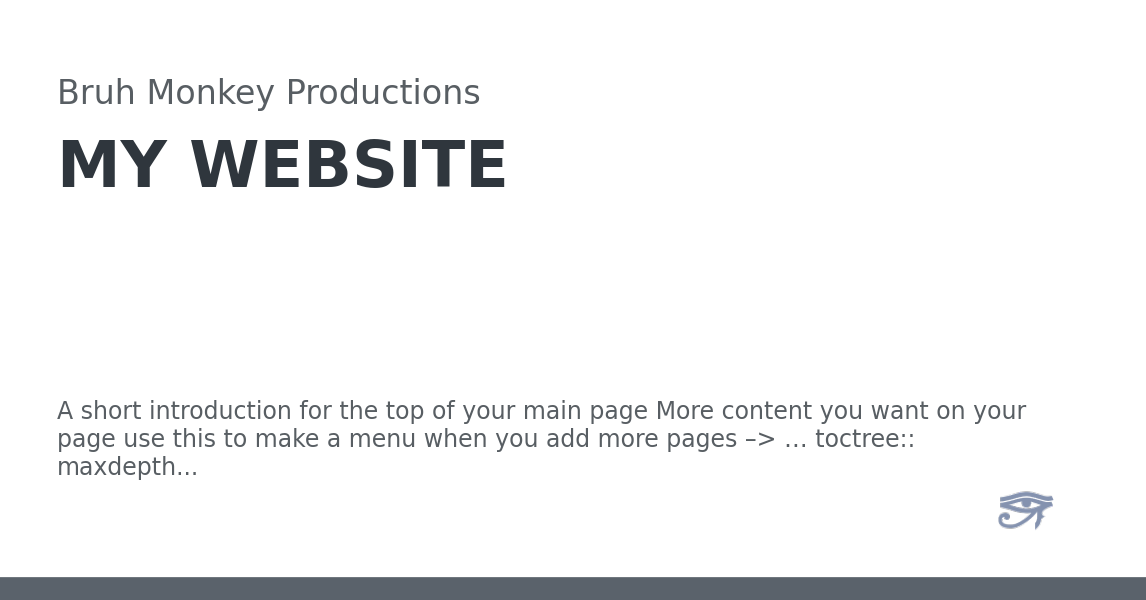 Bruh Monkey Productions
MY WEBSITE
A short introduction for the top of your main page More content you want on your
page use this to make a menu when you add more pages –> … toctree::
maxdepth...